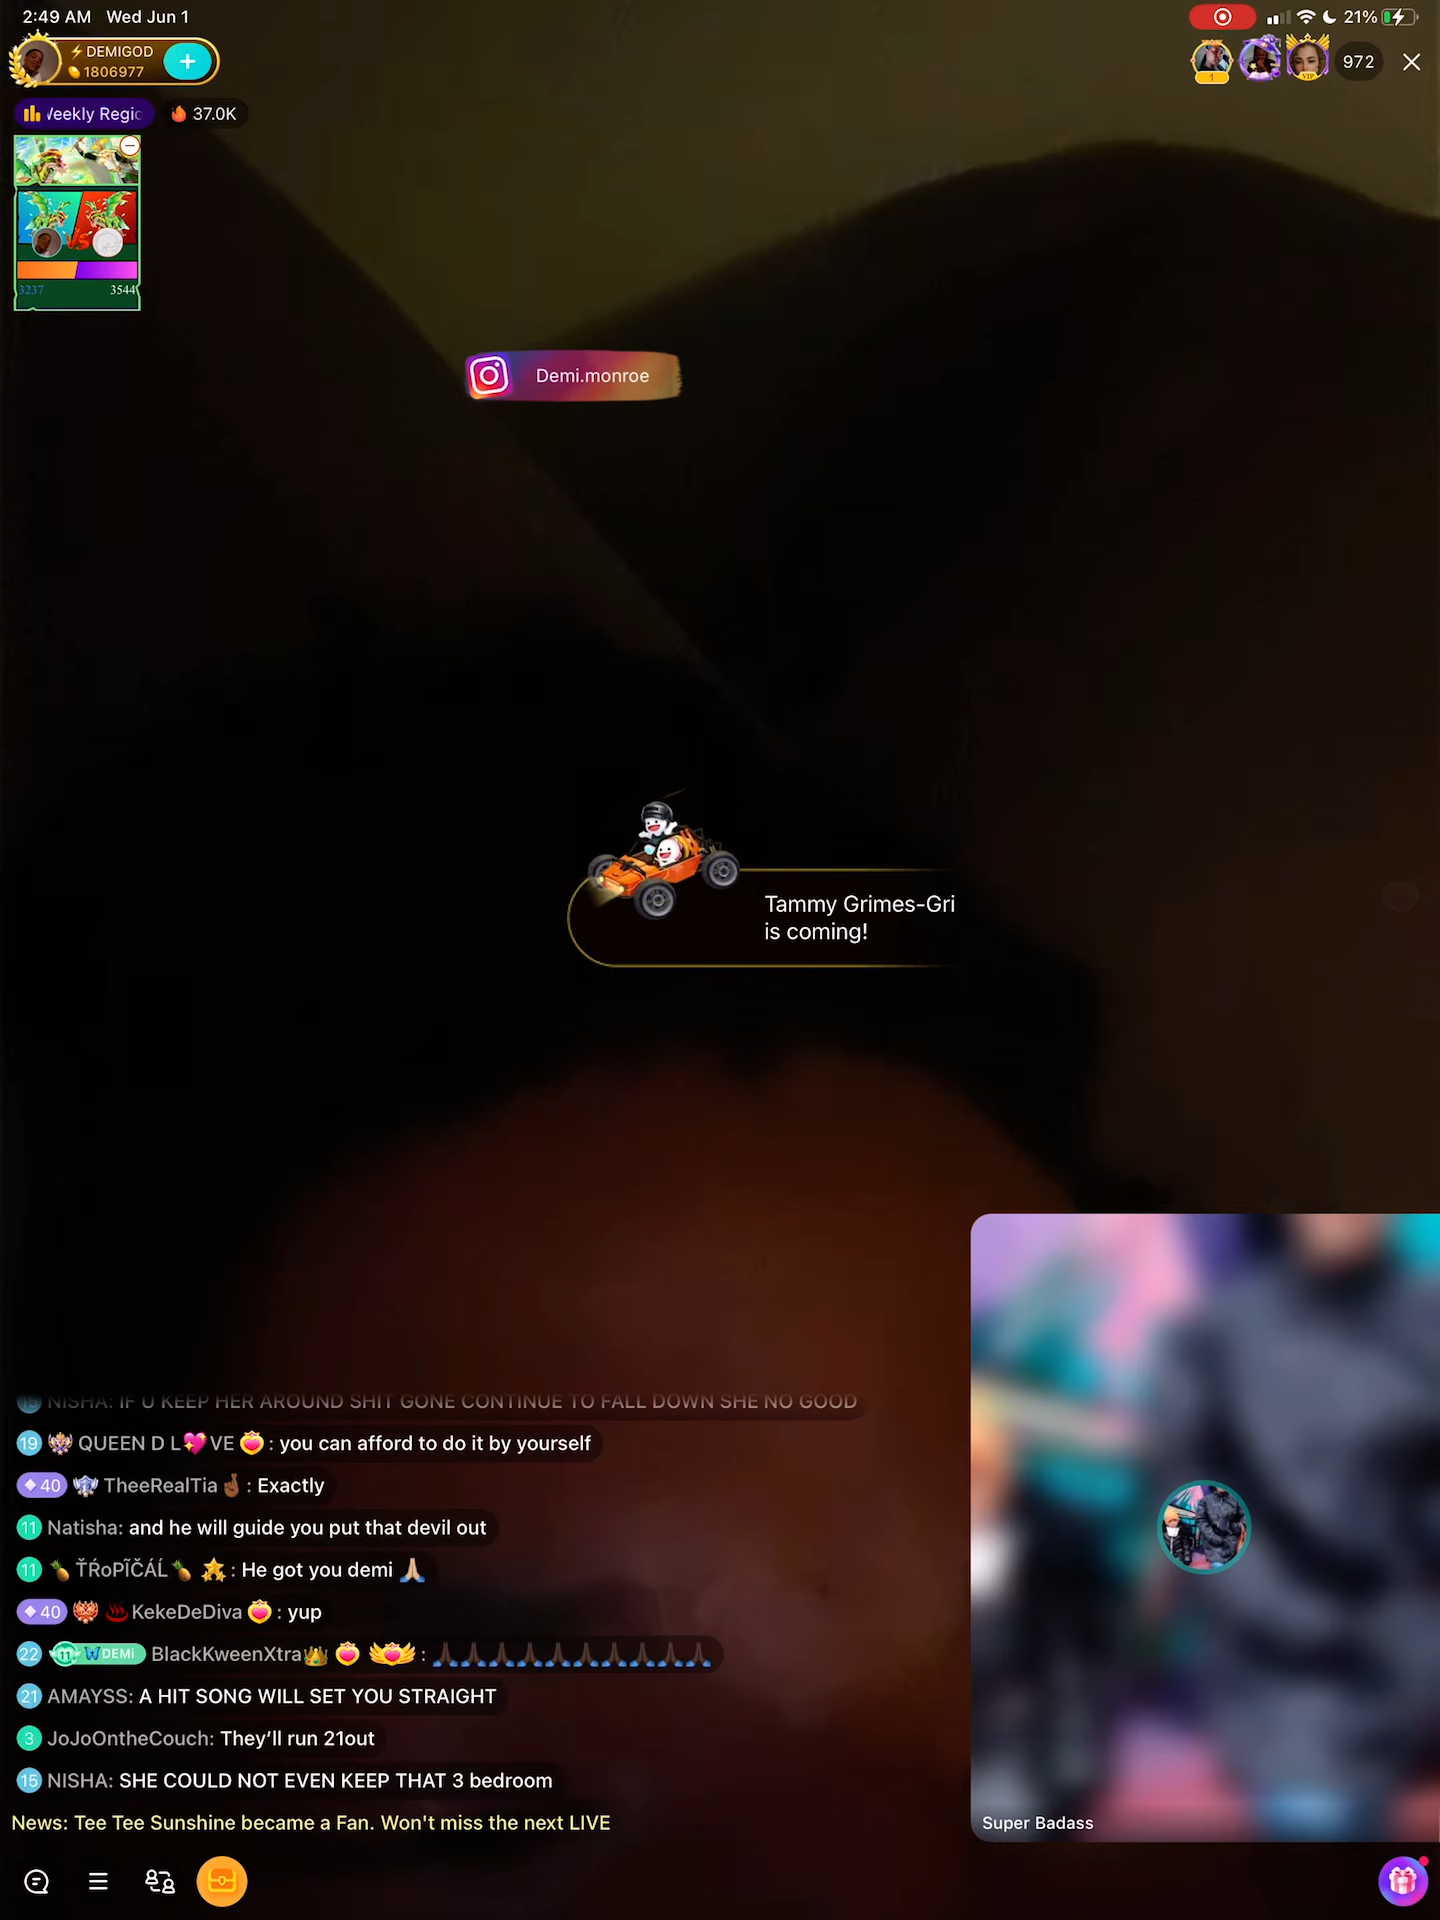 2:49 AM Wed Jun 1
21%
DEMIGOD
1806977
1
VIP
972
Weekly Regic
37.0K
VS
3237 3544
Demi.monroe
Tammy Grimes-Gri
is coming!
NISHA: IF U KEEP HER AROUND SHIT GONE CONTINUE TO FALL DOWN SHE NO GOOD
19 QUEEN D L💖VE : you can afford to do it by yourself
40 TheeRealTia🤞🏾 : Exactly
11 Natisha: and he will guide you put that devil out
11 🍍ŤŔoPĨČÁĹ🍍 : He got you demi 🙏🏼
40 ♨️KekeDeDiva : yup
22 11 🦋DEMi BlackKweenXtra👑 : 🙏🏿🙏🏿🙏🏿🙏🏿🙏🏿🙏🏿🙏🏿🙏🏿🙏🏿🙏🏿
21 AMAYSS: A HIT SONG WILL SET YOU STRAIGHT
3 JoJoOntheCouch: They’ll run 21out
15 NISHA: SHE COULD NOT EVEN KEEP THAT 3 bedroom
News: Tee Tee Sunshine became a Fan. Won't miss the next LIVE
Super Badass